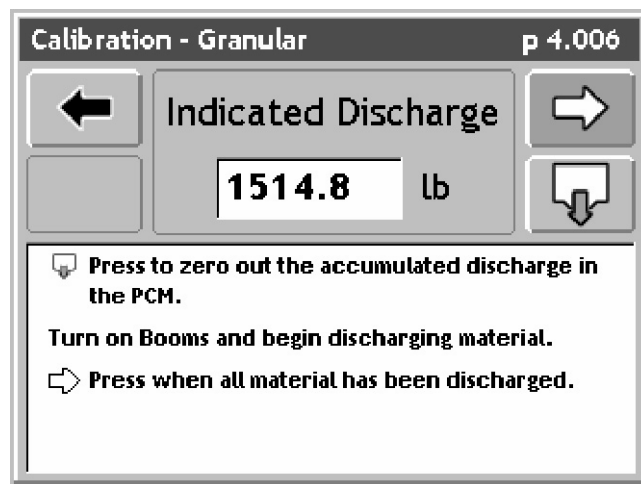 Calibration - Granular p 4.006
Indicated Discharge
1514.8 lb
Press to zero out the accumulated discharge in
the PCM.
Turn on Booms and begin discharging material.
Press when all material has been discharged.